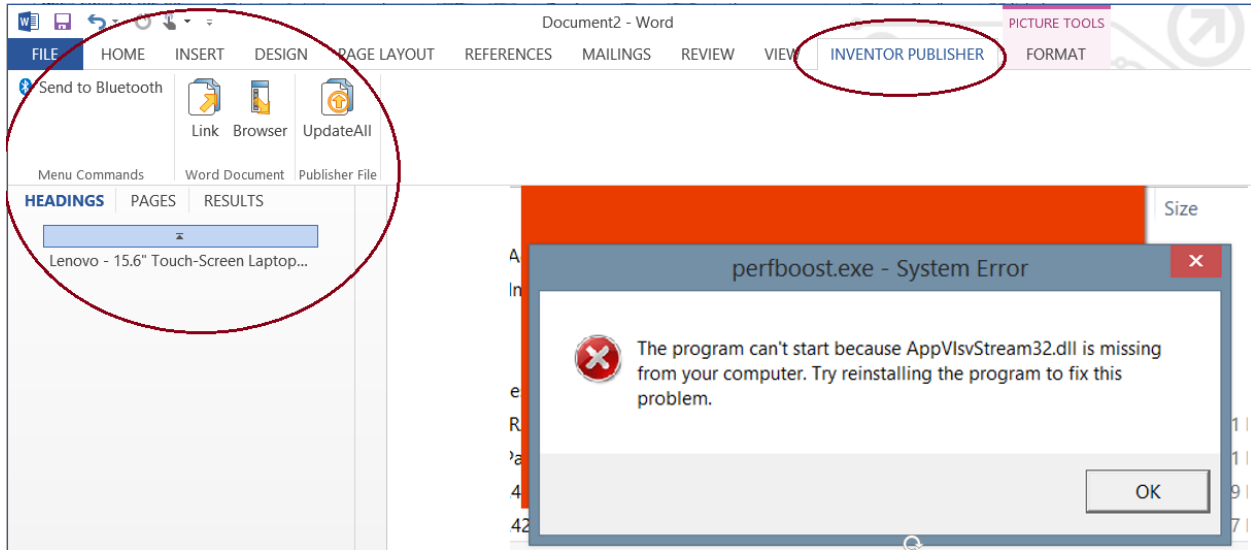 Document2 - Word
PICTURE TOOLS
FILE HOME INSERT DESIGN PAGE LAYOUT REFERENCES MAILINGS REVIEW VIEW INVENTOR PUBLISHER FORMAT
Send to Bluetooth
Link Browser UpdateAll
Menu Commands Word Document Publisher File
HEADINGS PAGES RESULTS
Size
Lenovo - 15.6" Touch-Screen Laptop...
perfboost.exe - System Error
The program can't start because AppVIsvStream32.dll is missing
from your computer. Try reinstalling the program to fix this
problem.
OK